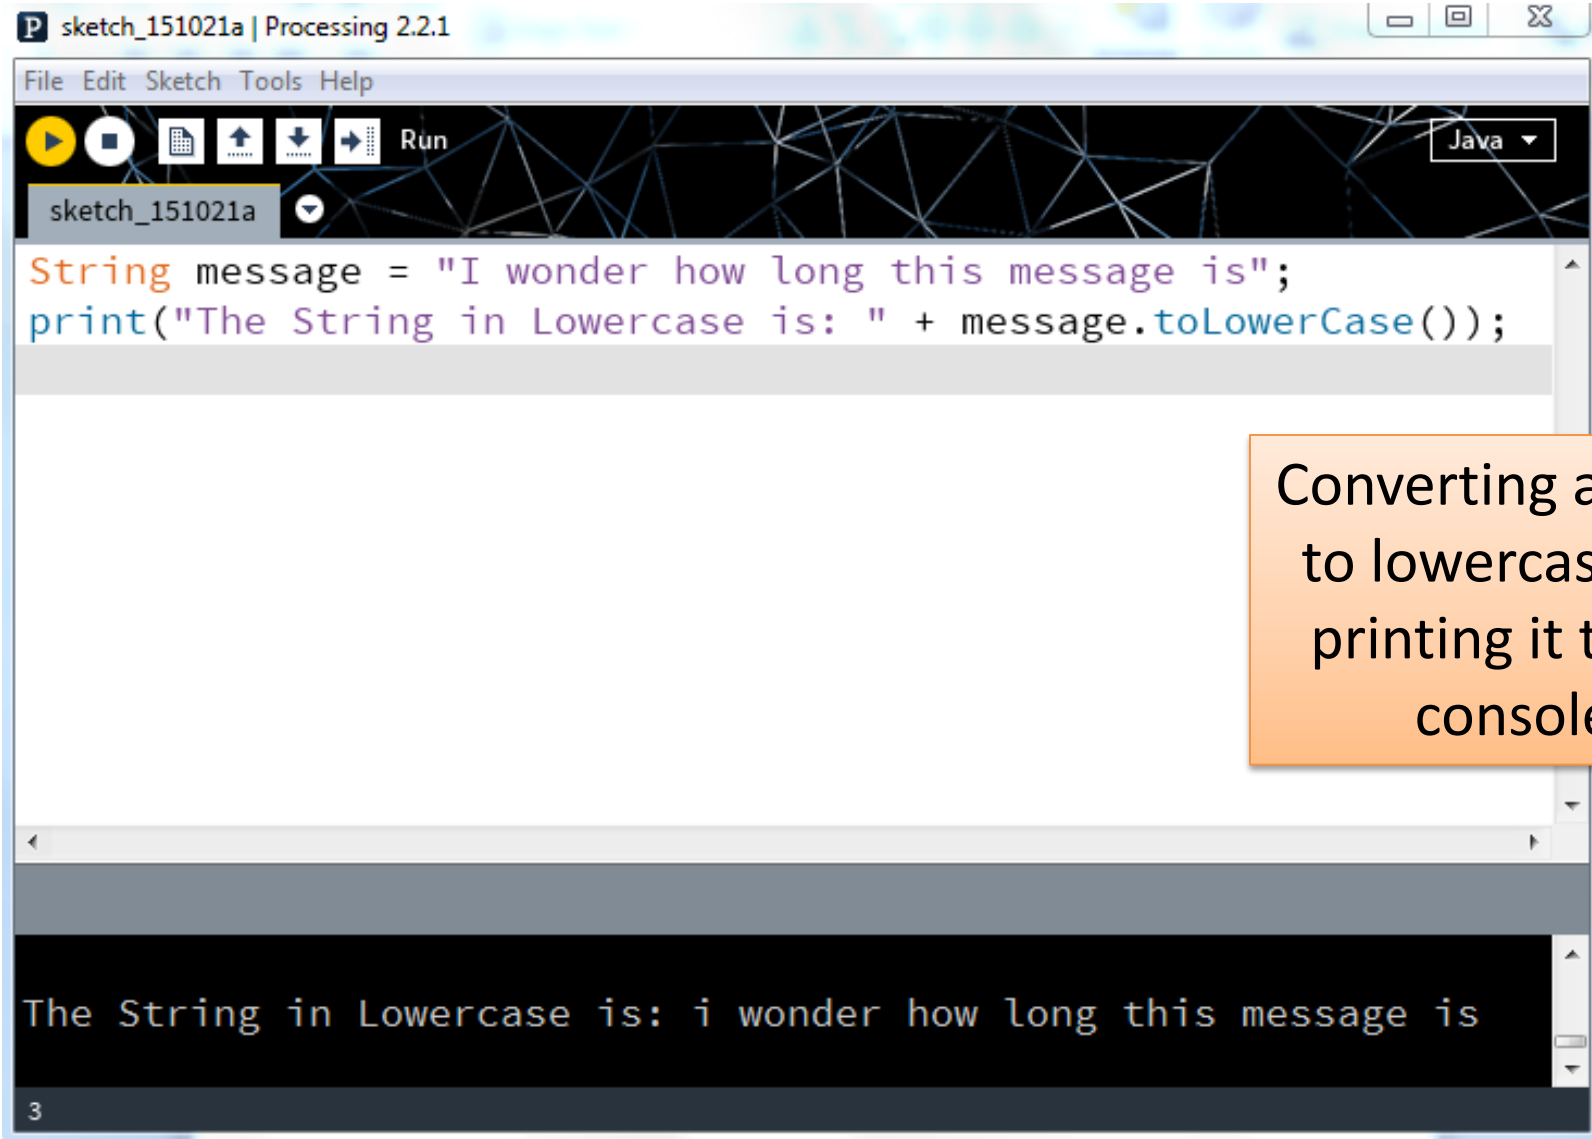 sketch_151021a | Processing 2.2.1
File Edit Sketch Tools Help
Run
Java
sketch_151021a
String message = "I wonder how long this message is";
print("The String in Lowercase is: " + message.toLowerCase());
Converting a
to lowercas
printing it t
console
The String in Lowercase is: i wonder how long this message is
3